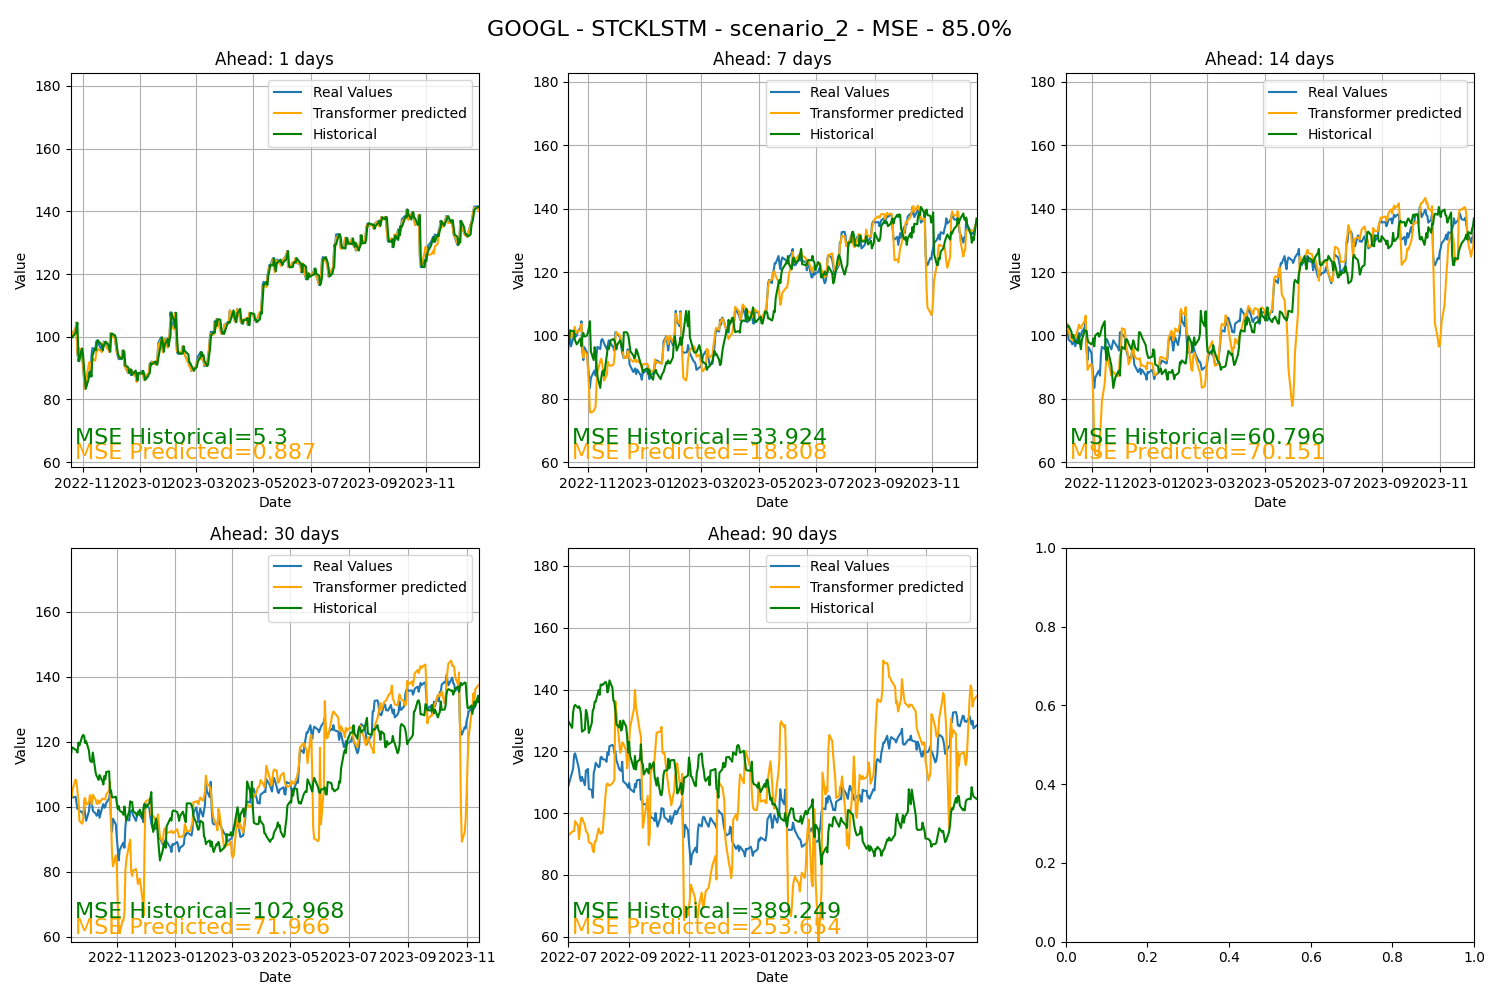 GOOGL - STCKLSTM - scenario_2 - MSE - 85.0%
Ahead: 1 days
Value
180
160
140
120
100
80
60
Real Values
Transformer predicted
Historical
MSE Historical=5.3
MSE Predicted=0.887
2022-11 2023-01 2023-03 2023-05 2023-07 2023-09 2023-11
Date
Ahead: 7 days
Value
180
160
140
120
100
80
60
Real Values
Transformer predicted
Historical
MSE Historical=33.924
MSE Predicted=18.808
2022-11 2023-01 2023-03 2023-05 2023-07 2023-09 2023-11
Date
Ahead: 14 days
Value
180
160
140
120
100
80
60
Real Values
Transformer predicted
Historical
MSE Historical=60.796
MSE Predicted=70.151
2022-11 2023-01 2023-03 2023-05 2023-07 2023-09 2023-11
Date
Ahead: 30 days
Value
160
140
120
100
80
60
Real Values
Transformer predicted
Historical
MSE Historical=102.968
MSE Predicted=71.966
2022-11 2023-01 2023-03 2023-05 2023-07 2023-09 2023-11
Date
Ahead: 90 days
Value
180
160
140
120
100
80
60
Real Values
Transformer predicted
Historical
MSE Historical=389.249
MSE Predicted=253.654
2022-07 2022-09 2022-11 2023-01 2023-03 2023-05 2023-07
Date
1.0
0.8
0.6
0.4
0.2
0.0
0.0 0.2 0.4 0.6 0.8 1.0